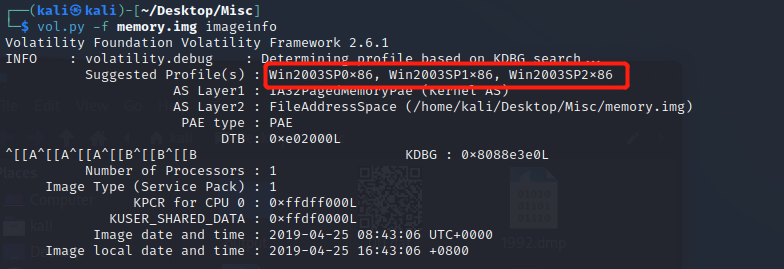 ┌──(kali㉿kali)-[~/Desktop/Misc]
└─$ vol.py -f memory.img imageinfo
Volatility Foundation Volatility Framework 2.6.1
INFO    : volatility.debug    : Determining profile based on KDBG search...
Suggested Profile(s) : Win2003SP0×86, Win2003SP1×86, Win2003SP2×86
AS Layer1 : IA32PagedMemoryPae (Kernel AS)
AS Layer2 : FileAddressSpace (/home/kali/Desktop/Misc/memory.img)
PAE type : PAE
DTB : 0×e02000L
^[[A^[[A^[[A^[[B^[[B^[[B                          KDBG : 0×8088e3e0L
Number of Processors : 1
Image Type (Service Pack) : 1
KPCR for CPU 0 : 0×ffdff000L
KUSER_SHARED_DATA : 0×ffdf0000L
Image date and time : 2019-04-25 08:43:06 UTC+0000
Image local date and time : 2019-04-25 16:43:06 +0800
Computer
kali
1992.dmp